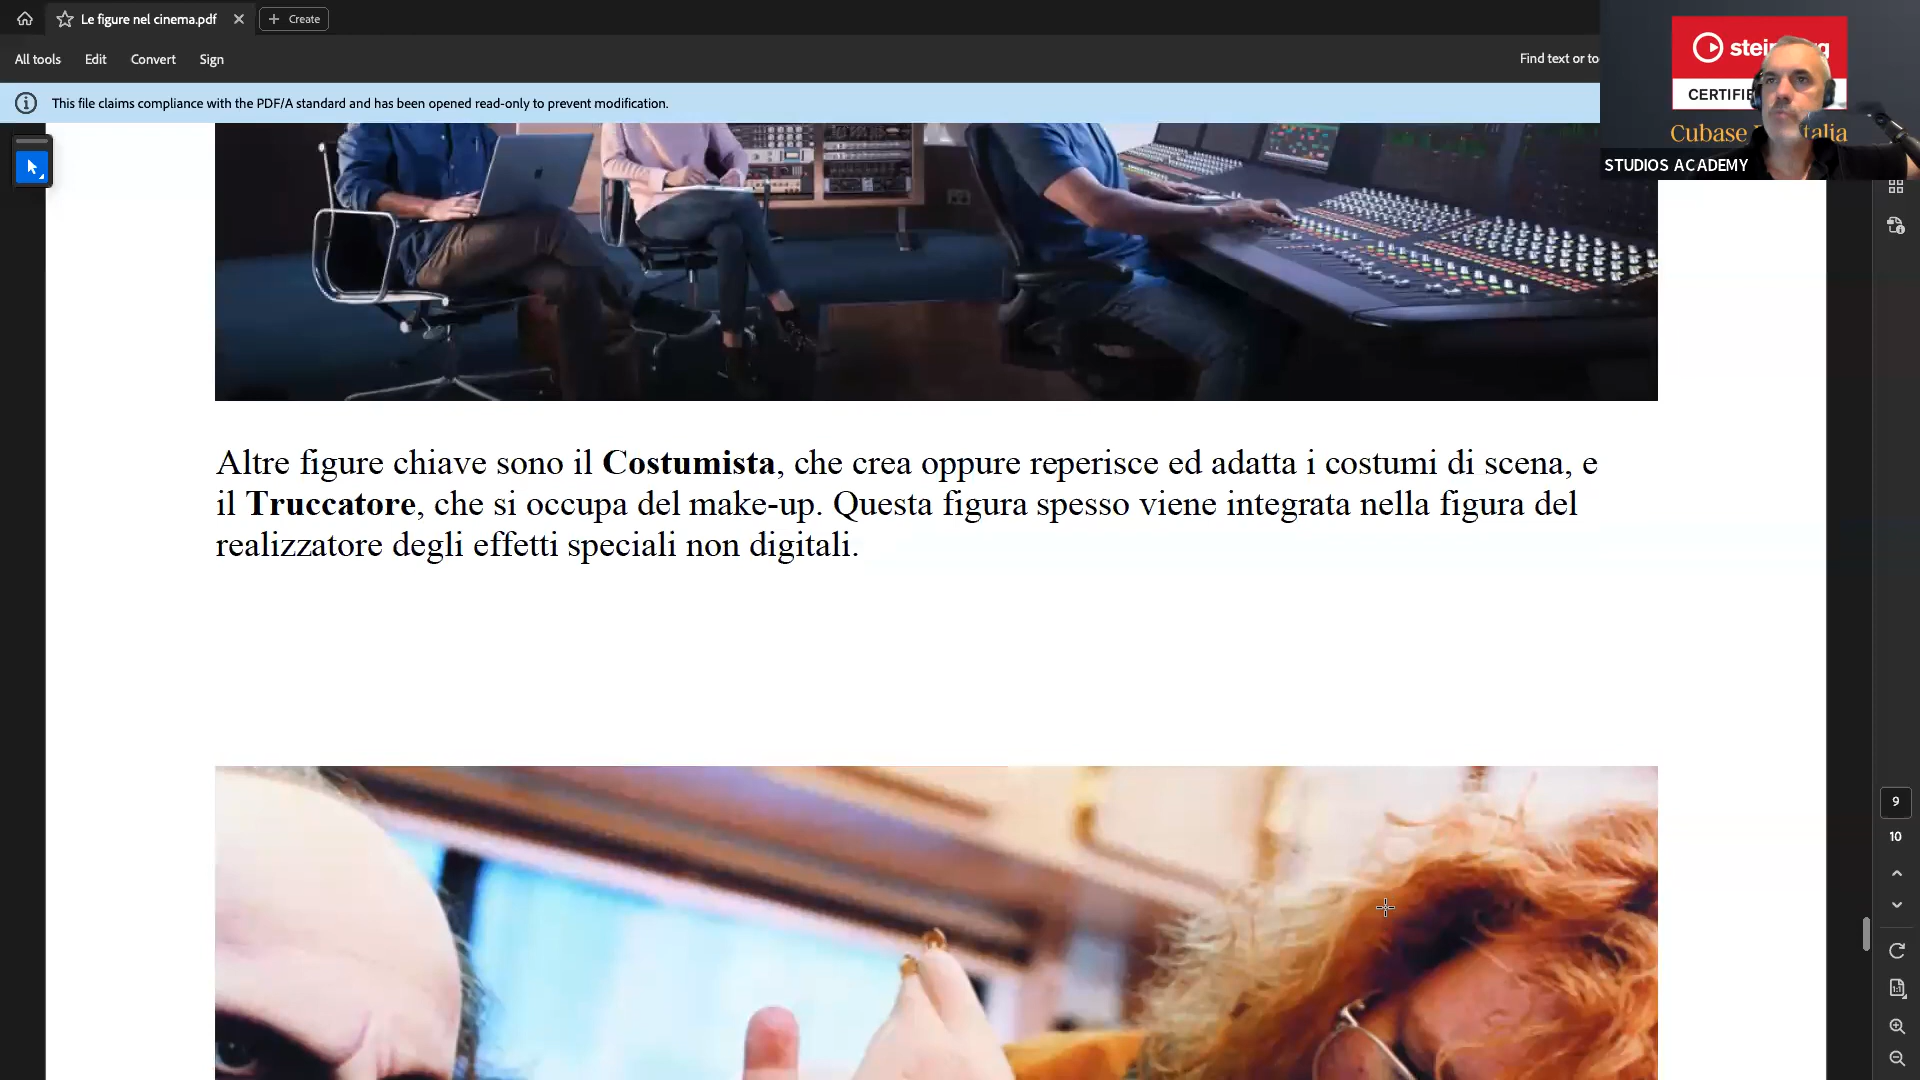 Le figure nel cinema.pdf
Create
All tools
Edit
Convert
Sign
Find text or to
This file claims compliance with the PDF/A standard and has been opened read-only to prevent modification.
CERTIFIE
Cubase
STUDIOS ACADEMY
Altre figure chiave sono il Costumista, che crea oppure reperisce ed adatta i costumi di scena, e
il Truccatore, che si occupa del make-up. Questa figura spesso viene integrata nella figura del
realizzatore degli effetti speciali non digitali.
9
10